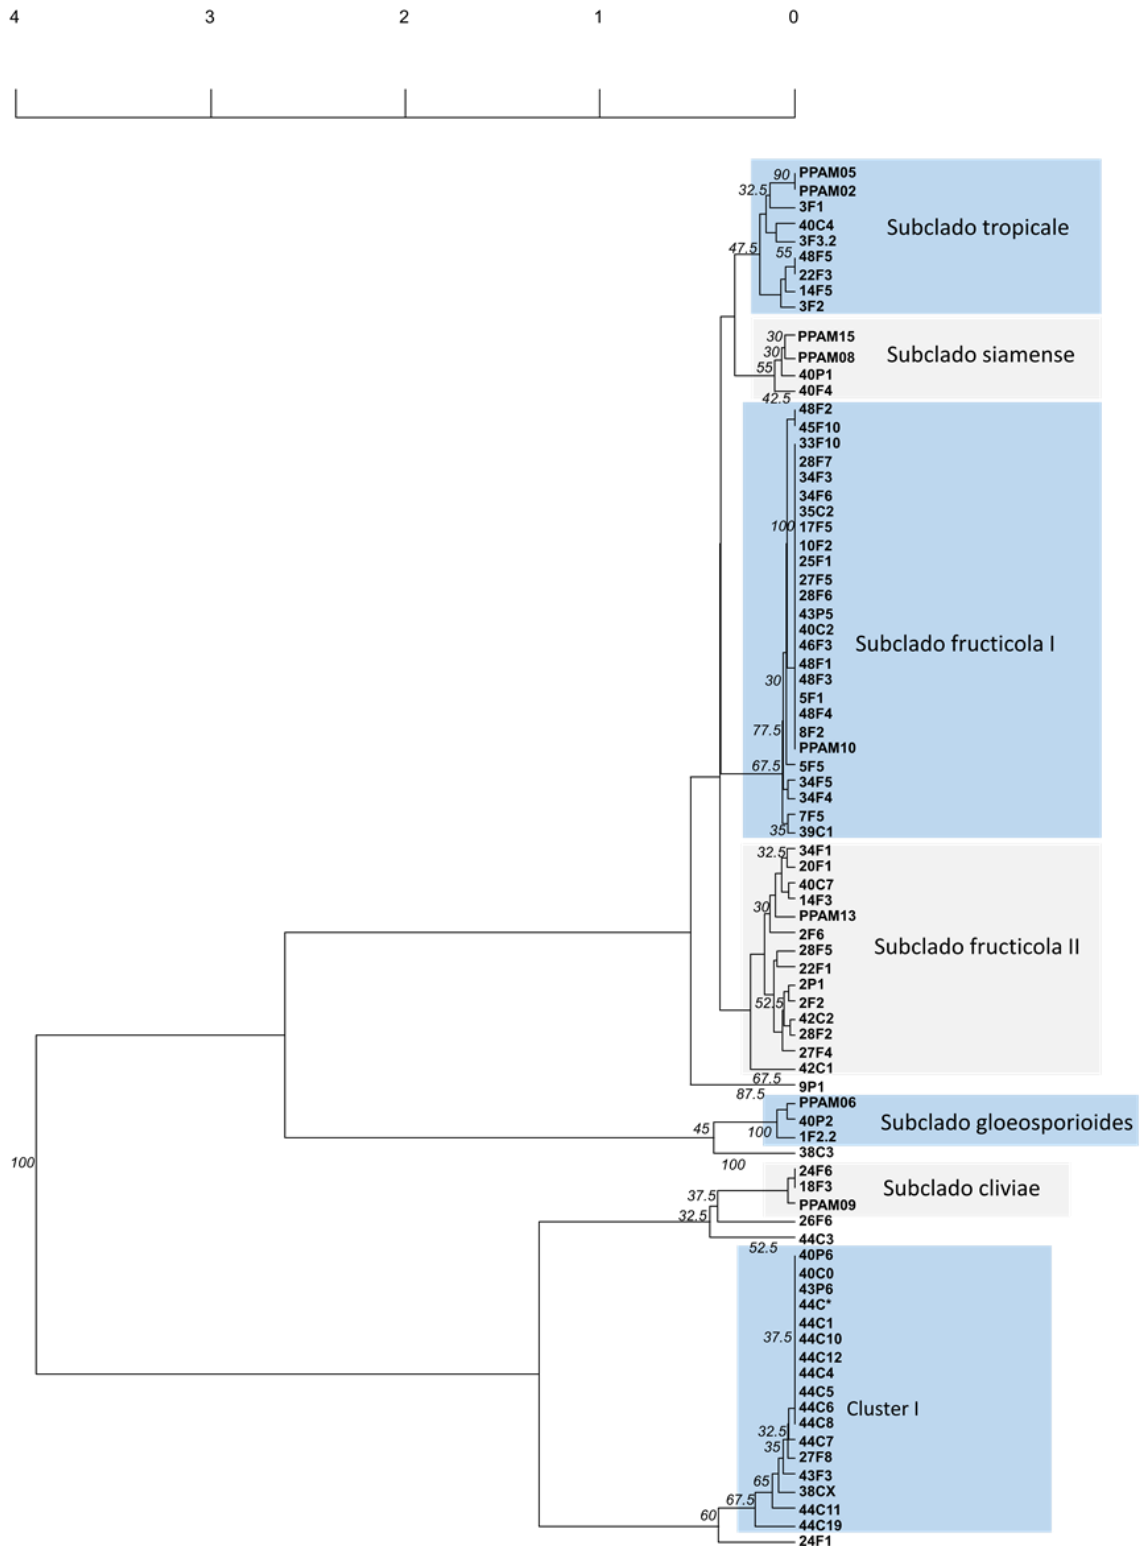 4 3 2 1 0
90 PPAM05
32.5 PPAM02
3F1
40C4
Subclado tropicale
3F3.2
47.5 55 48F5
22F3
14F5
3F2
30 PPAM15
30 PPAM08
Subclado siamense
55 40P1
40F4
42.5
48F2
45F10
33F10
28F7
34F3
34F6
35C2
100 17F5
10F2
25F1
27F5
28F6
43P5
40C2
46F3
Subclado fructicola I
48F1
30 48F3
5F1
48F4
77.5 8F2
PPAM10
67.5 5F5
34F5
34F4
7F5
35 39C1
32.5 34F1
20F1
40C7
14F3
30 PPAM13
2F6
Subclado fructicola II
28F5
22F1
2P1
52.5 2F2
42C2
28F2
27F4
42C1
67.5
9P1
87.5
PPAM06
40P2
Subclado gloeosporioides
45 100 1F2.2
38C3
100 100
24F6
18F3
Subclado cliviae
37.5 PPAM09
32.5 26F6
44C3
52.5
40P6
40C0
43P6
44C*
44C1
37.5 44C10
44C12
44C4
44C5
44C6
Cluster I
44C8
32.5 44C7
35 27F8
43F3
65 38CX
67.5 44C11
60 44C19
24F1